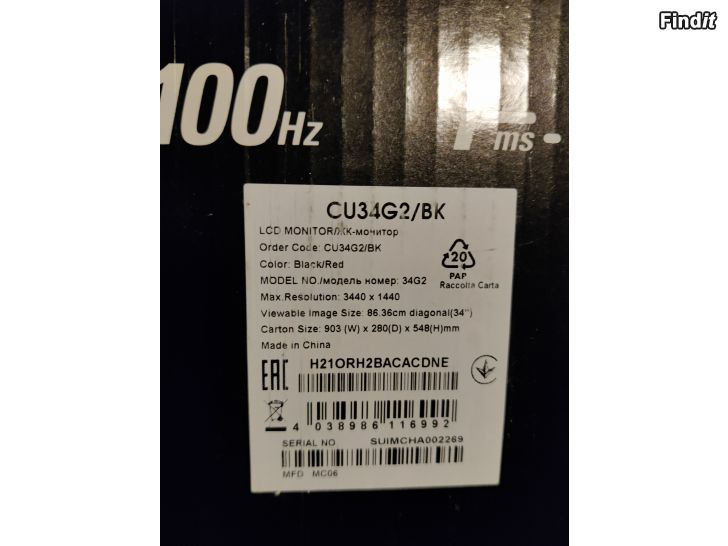 Findit
100Hz
1ms
CU34G2/BK
LCD MONITOR/ЖК-монитор
Order Code: CU34G2/BK
Color: Black/Red
MODEL NO./модель номер: 34G2
Max.Resolution: 3440 x 1440
Viewable Image Size: 86.36cm diagonal(34")
Carton Size: 903 (W) x 280(D) x 548(H)mm
Made in China
20
PAP
Raccolta Carta
EAC
H21ORH2BACACDNE
4 038986 116992
SERIAL NO. SUIMCHA002269
MFD MC06